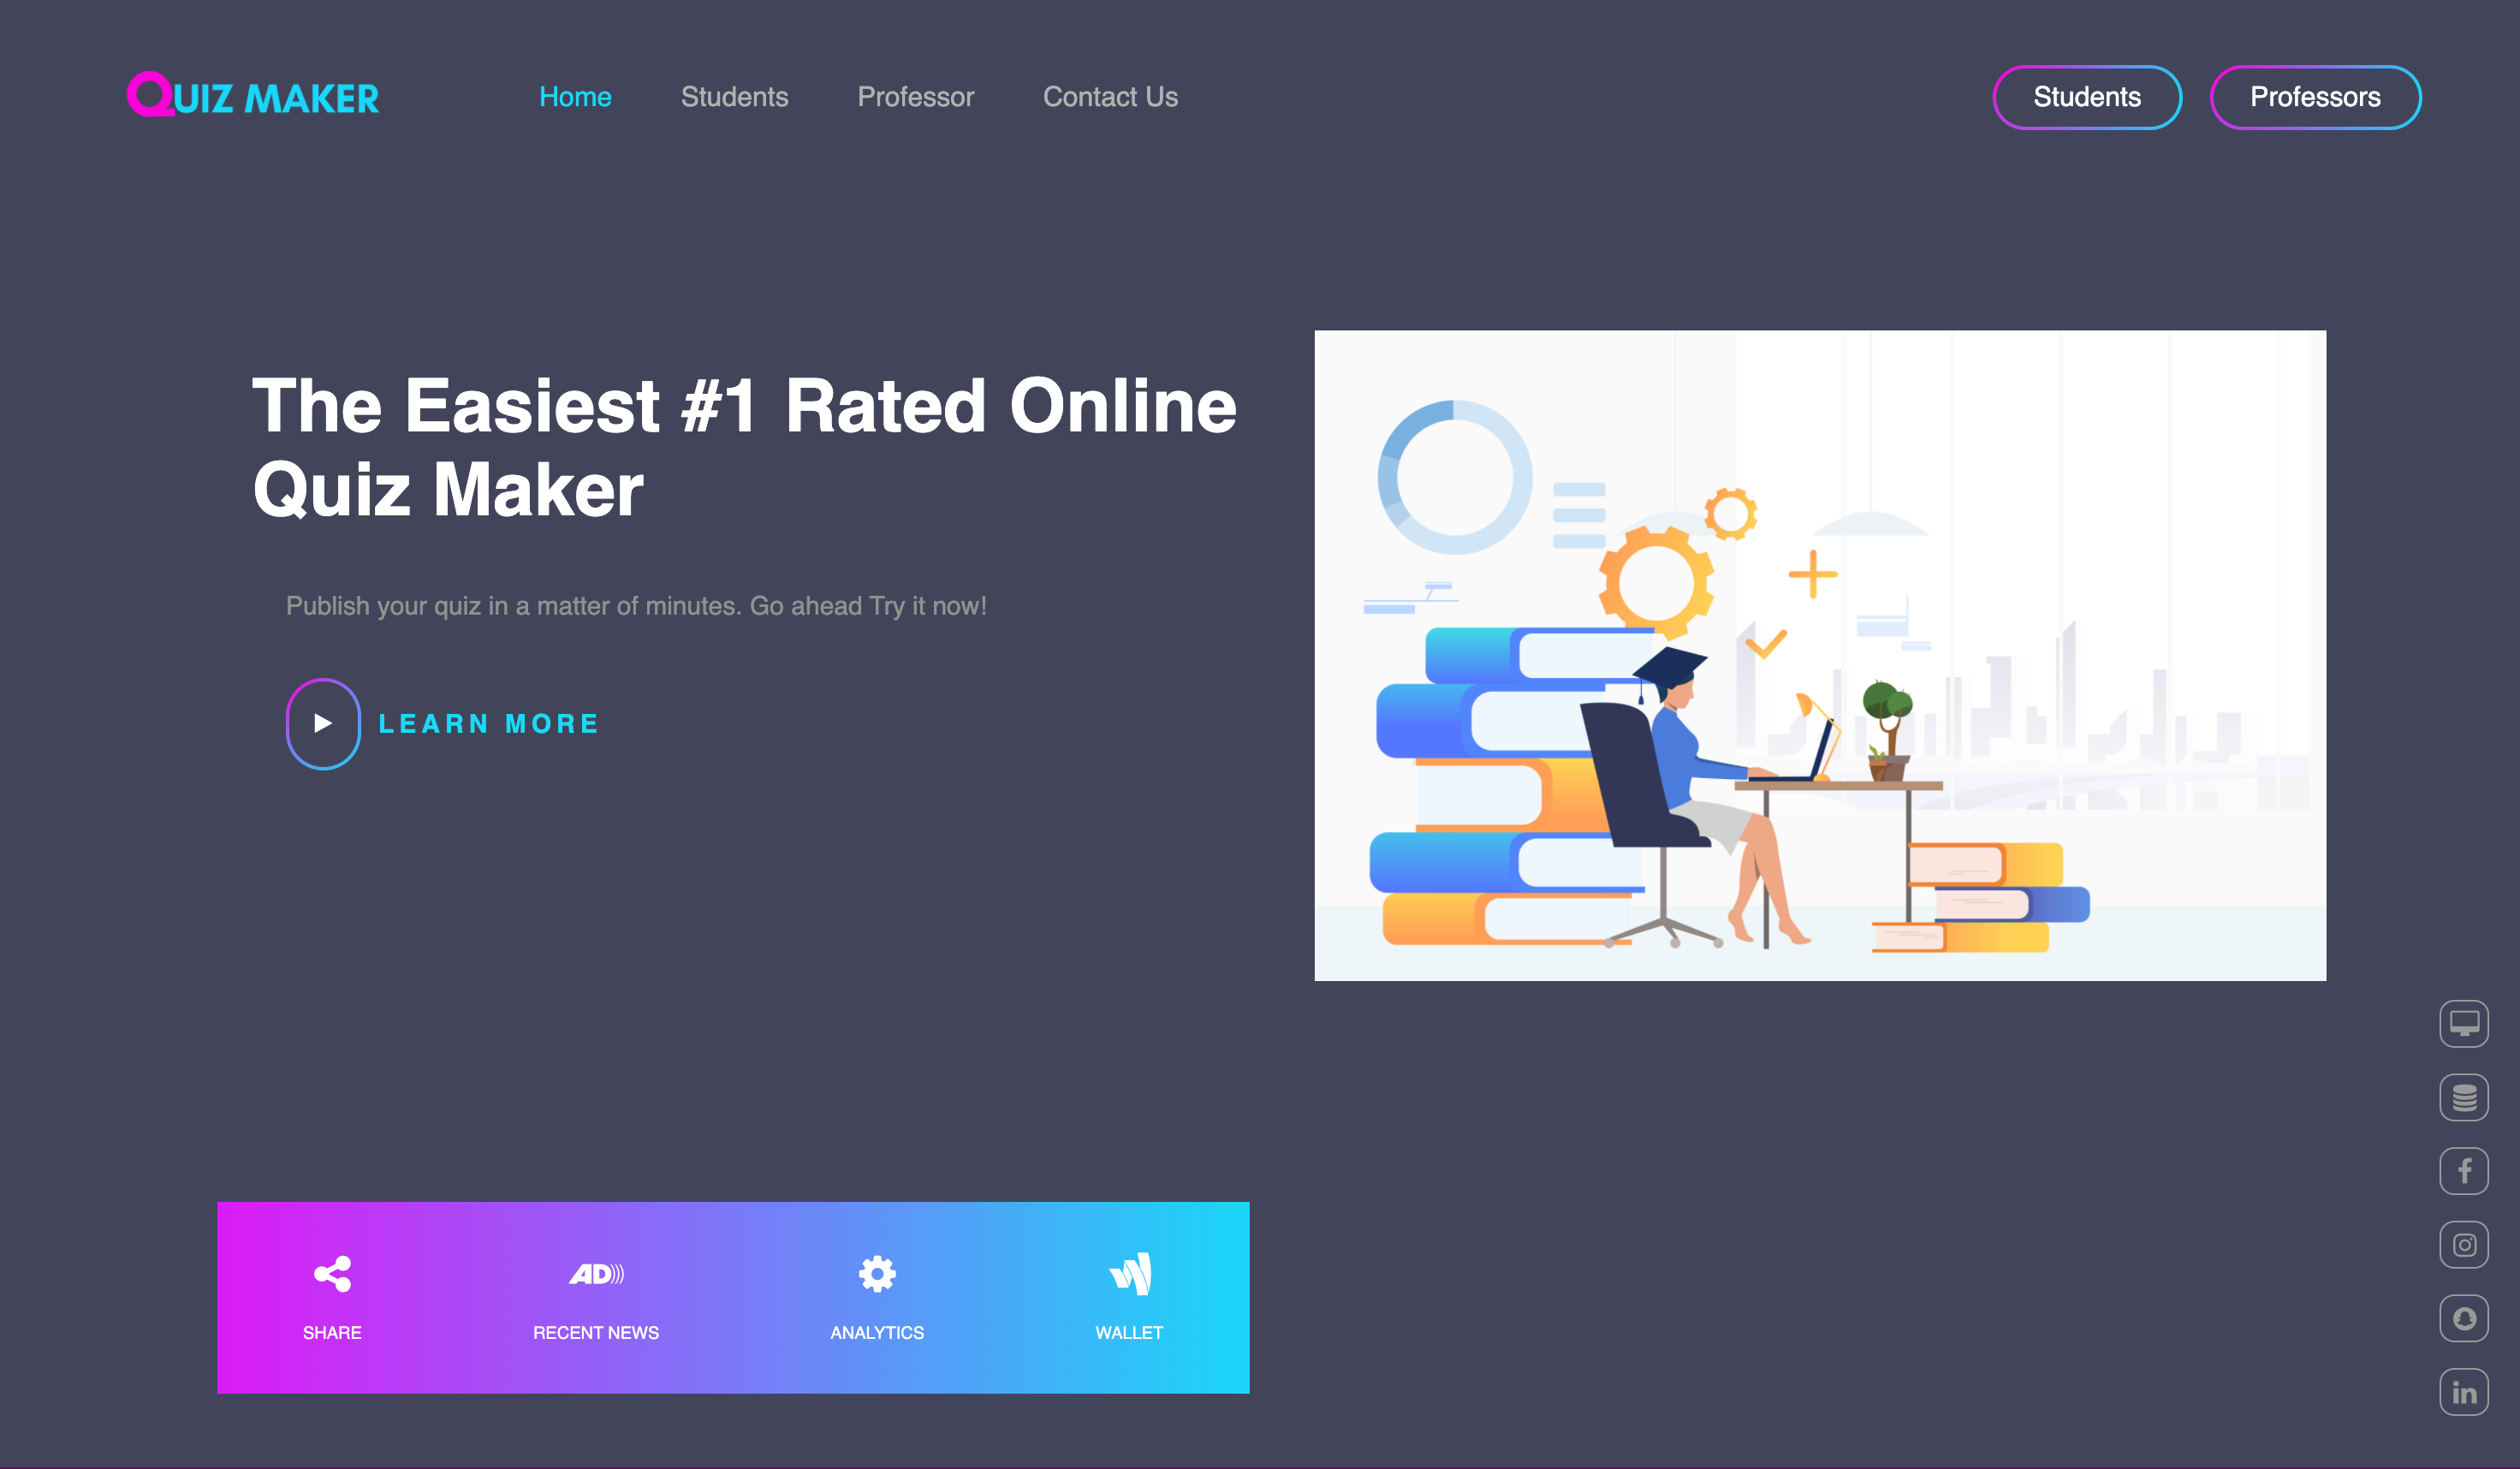 QUIZ MAKER
Home
Students
Professor
Contact Us
Students
Professors
The Easiest #1 Rated Online
Quiz Maker
Publish your quiz in a matter of minutes. Go ahead Try it now!
LEARN MORE
AD
SHARE
RECENT NEWS
ANALYTICS
WALLET
f
in